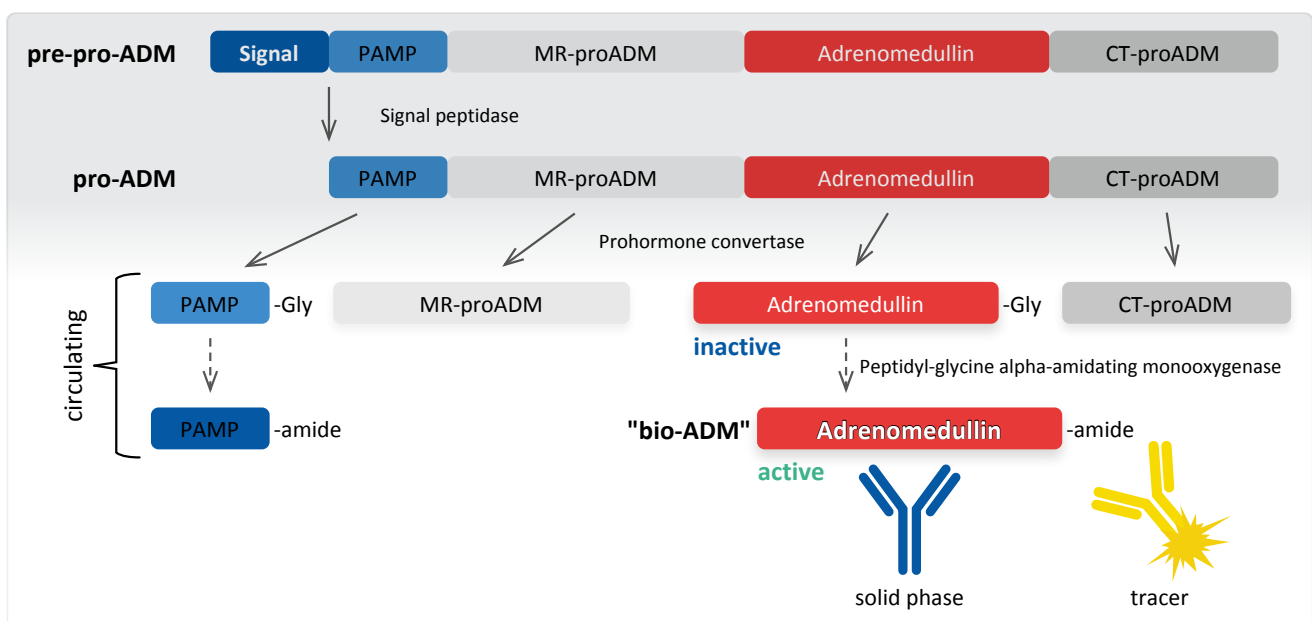 pre-pro-ADM Signal PAMP MR-proADM Adrenomedullin CT-proADM
Signal peptidase
pro-ADM PAMP MR-proADM Adrenomedullin CT-proADM
Prohormone convertase
circulating
PAMP -Gly MR-proADM Adrenomedullin -Gly CT-proADM
inactive
Peptidyl-glycine alpha-amidating monooxygenase
PAMP -amide "bio-ADM" Adrenomedullin -amide
active
solid phase tracer